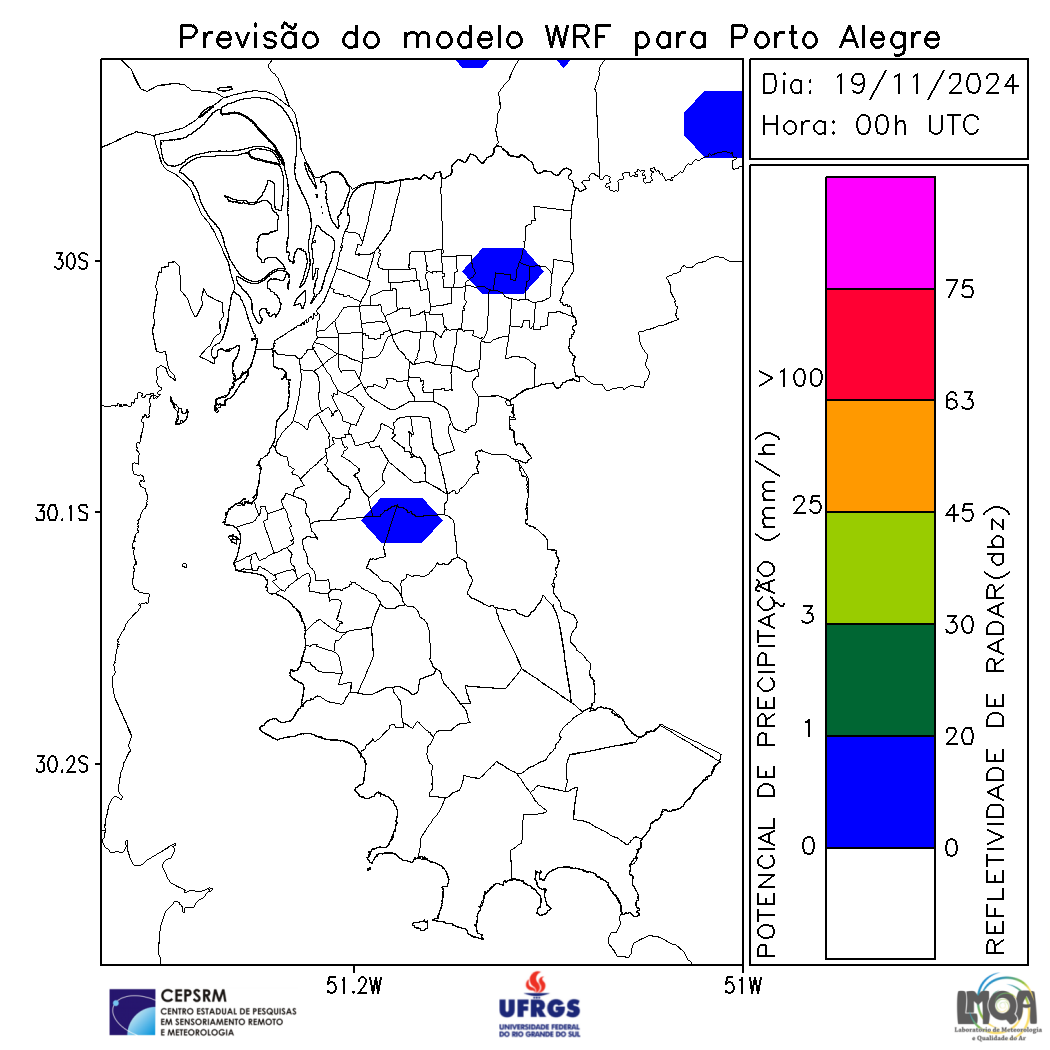 Previsão do modelo WRF para Porto Alegre
Dia: 19/11/2024
Hora: 00h UTC
30S
30.1S
30.2S
51.2W
51W
POTENCIAL DE PRECIPITAÇÃO (mm/h)
>100
25
3
1
0
75
63
45
30
20
0
REFLETIVIDADE DE RADAR(dbz)
CEPSRM
CENTRO ESTADUAL DE PESQUISAS
EM SENSORIAMENTO REMOTO
E METEOROLOGIA
UFRGS
UNIVERSIDADE FEDERAL
DO RIO GRANDE DO SUL
LMQA
Laboratório de Meteorologia
e Qualidade do Ar